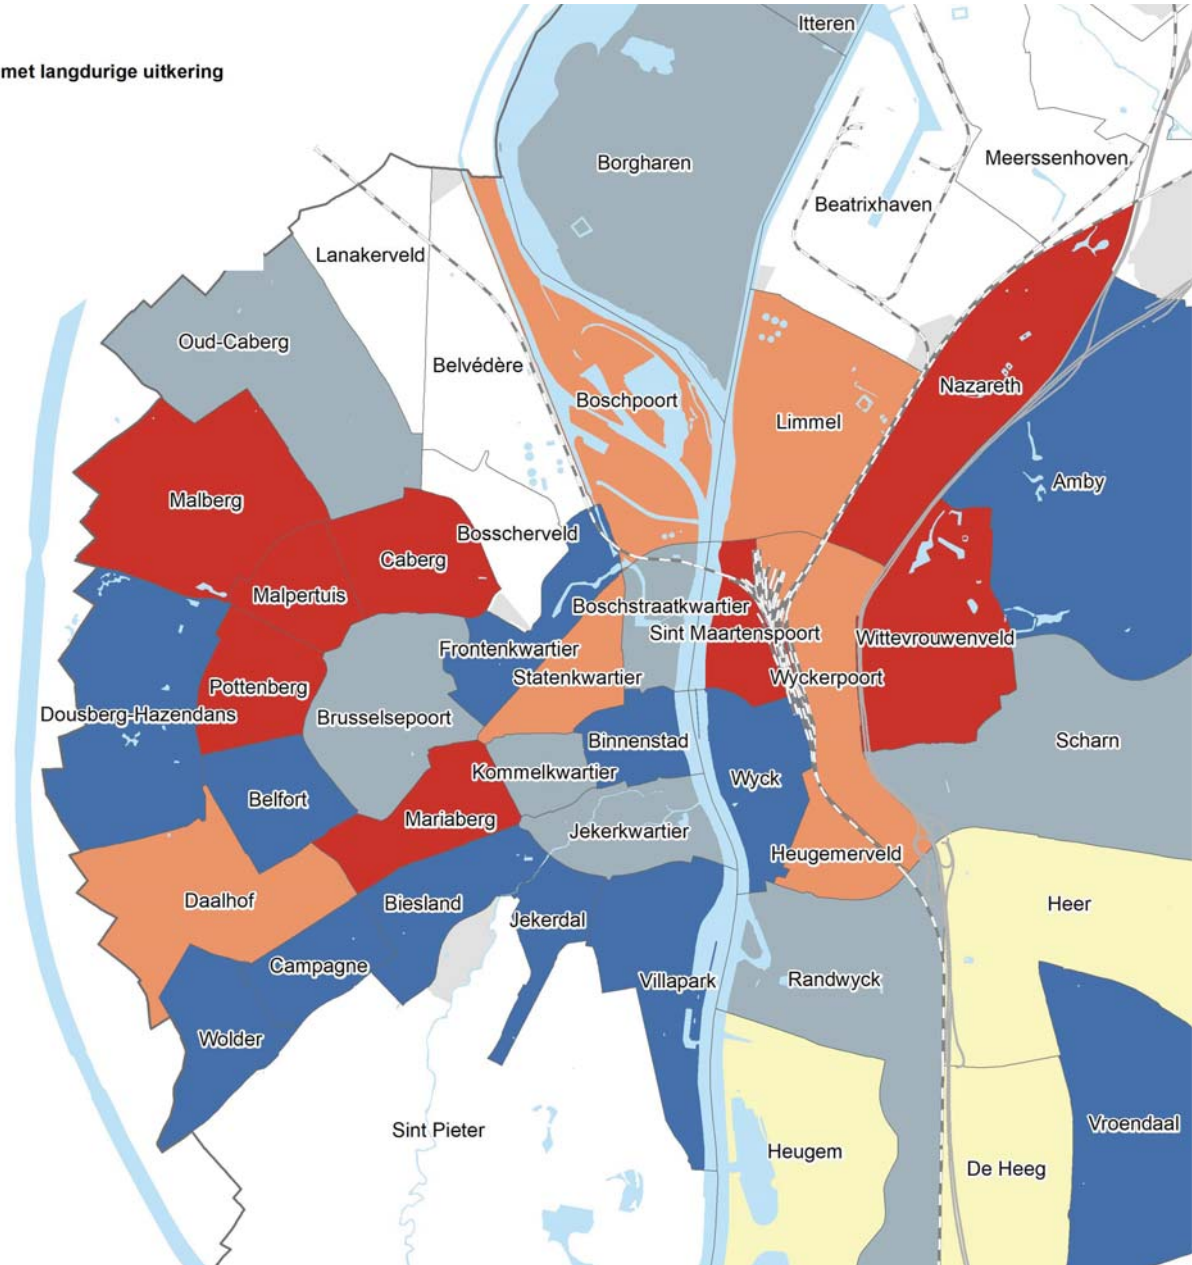 Itteren
met langdurige uitkering
Borgharen
Meerssenhoven
Beatrixhaven
Lanakerveld
Oud-Caberg
Belvédère
Nazareth
Boschpoort
Limmel
Amby
Malberg
Bosscherveld
Caberg
Malpertuis
Boschstraatkwartier
Sint Maartenspoort
Wittevrouwenveld
Frontenkwartier
Statenkwartier
Wyckerpoort
Pottenberg
Dousberg-Hazendans
Brusselsepoort
Binnenstad
Scharn
Kommelkwartier
Wyck
Belfort
Mariaberg
Jekerkwartier
Heugemerveld
Daalhof
Biesland
Heer
Jekerdal
Campagne
Villapark
Randwyck
Wolder
Vroendaal
Sint Pieter
Heugem
De Heeg